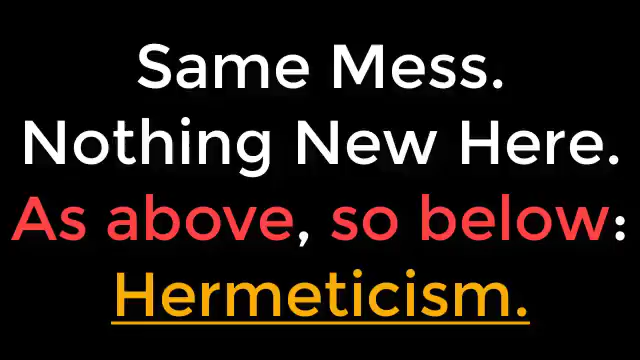 Same Mess.
Nothing New Here.
As above, so below:
Hermeticism.